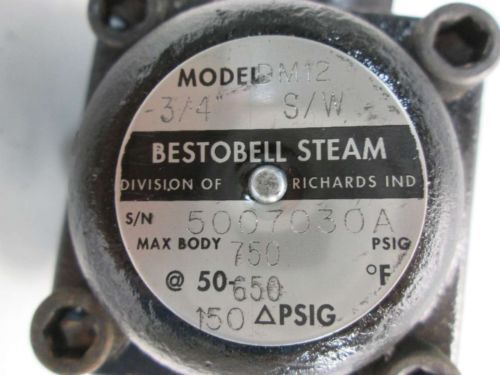 MODEL DM12
3/4" S/W
BESTOBELL STEAM
DIVISION OF RICHARDS IND
S/N 5007030A
MAX BODY 750 PSIG
@ 50-650 °F
150 ΔPSIG